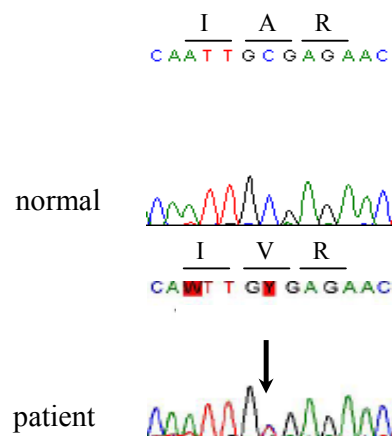 I A R
CAATTGCGAGAAC
normal
I V R
CAWTTGYGAGAAC
patient